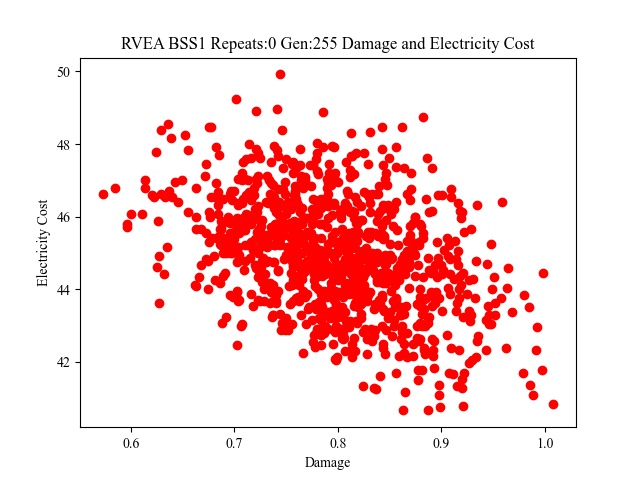 RVEA BSS1 Repeats:0 Gen:255 Damage and Electricity Cost
50
48
46
44
42
Electricity Cost
0.6 0.7 0.8 0.9 1.0
Damage